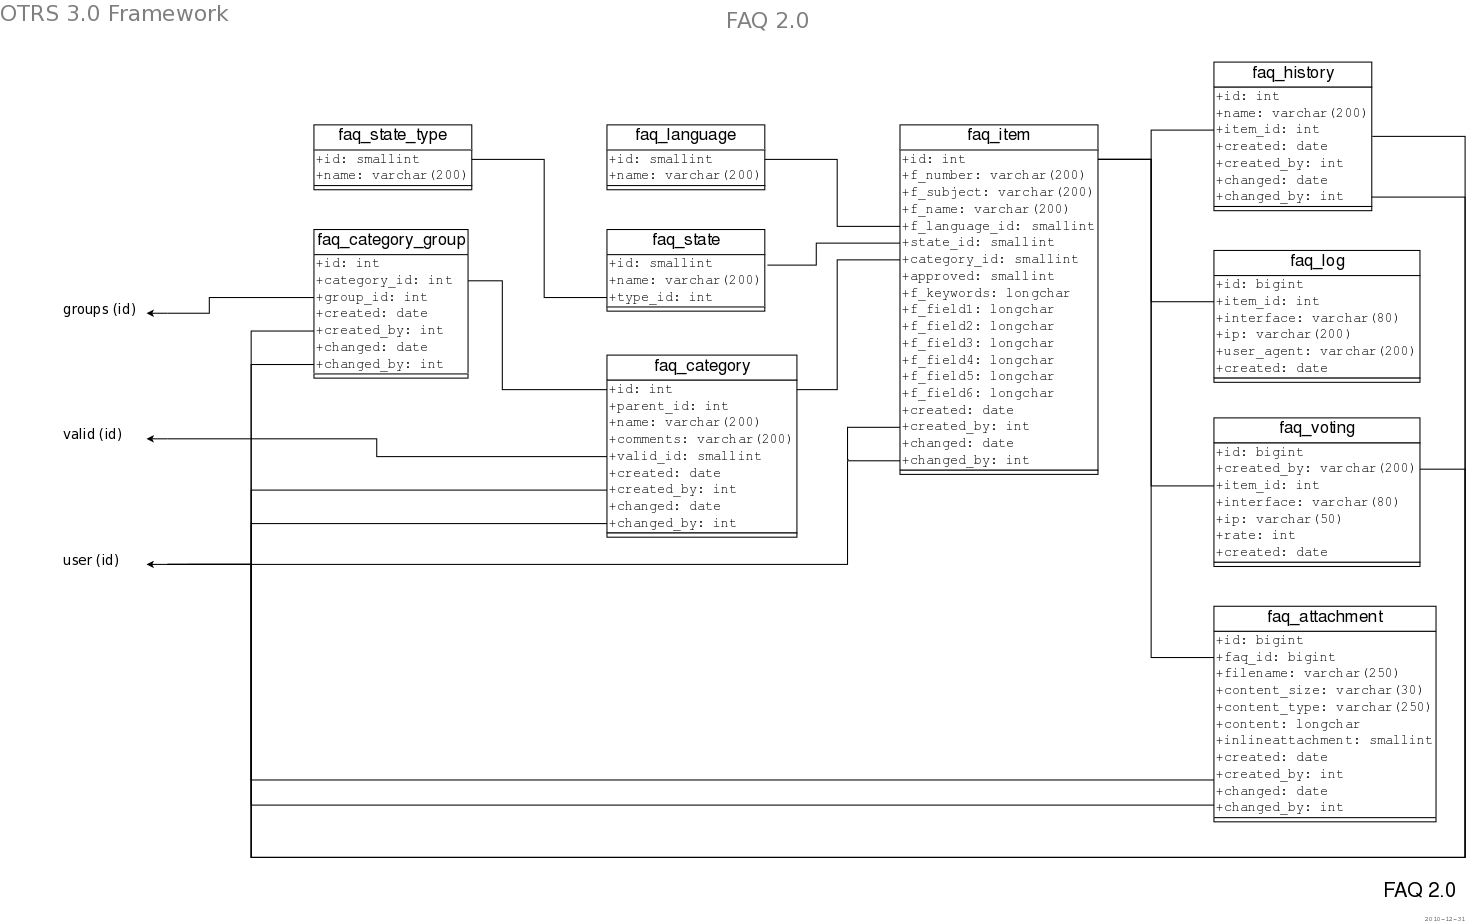 OTRS 3.0 Framework
FAQ 2.0
faq_state_type
+id: smallint
+name: varchar(200)
faq_language
+id: smallint
+name: varchar(200)
faq_item
+id: int
+f_number: varchar(200)
+f_subject: varchar(200)
+f_name: varchar(200)
+f_language_id: smallint
+state_id: smallint
+category_id: smallint
+approved: smallint
+f_keywords: longchar
+f_field1: longchar
+f_field2: longchar
+f_field3: longchar
+f_field4: longchar
+f_field5: longchar
+f_field6: longchar
+created: date
+created_by: int
+changed: date
+changed_by: int
faq_history
+id: int
+name: varchar(200)
+item_id: int
+created: date
+created_by: int
+changed: date
+changed_by: int
faq_category_group
+id: int
+category_id: int
+group_id: int
+created: date
+created_by: int
+changed: date
+changed_by: int
faq_state
+id: smallint
+name: varchar(200)
+type_id: int
faq_log
+id: bigint
+item_id: int
+interface: varchar(80)
+ip: varchar(200)
+user_agent: varchar(200)
+created: date
groups (id)
valid (id)
user (id)
faq_category
+id: int
+parent_id: int
+name: varchar(200)
+comments: varchar(200)
+valid_id: smallint
+created: date
+created_by: int
+changed: date
+changed_by: int
faq_voting
+id: bigint
+created_by: varchar(200)
+item_id: int
+interface: varchar(80)
+ip: varchar(50)
+rate: int
+created: date
faq_attachment
+id: bigint
+faq_id: bigint
+filename: varchar(250)
+content_size: varchar(30)
+content_type: varchar(250)
+content: longchar
+inlineattachment: smallint
+created: date
+created_by: int
+changed: date
+changed_by: int
FAQ 2.0
2010-12-31